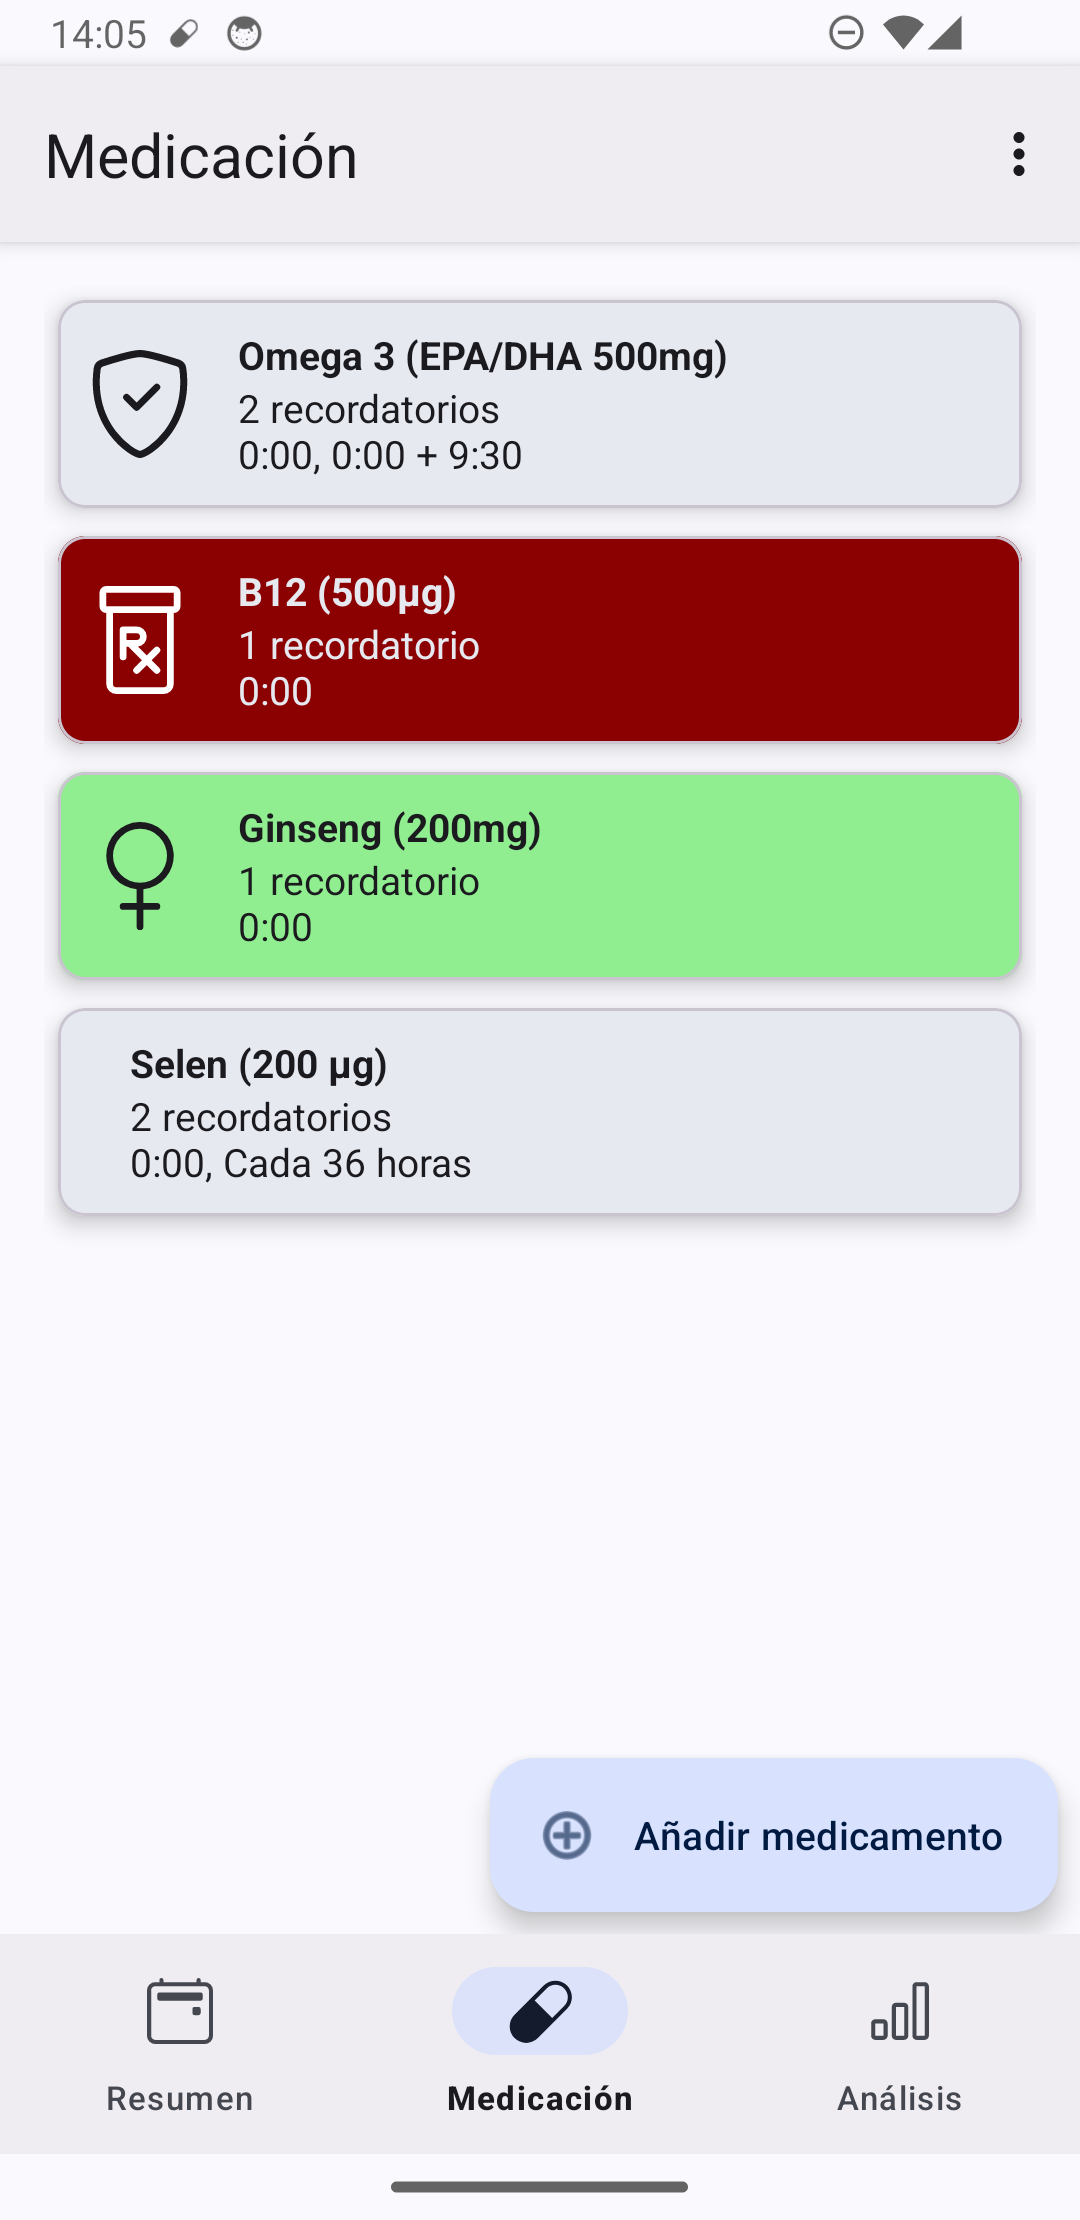 14:05
Medicación
Omega 3 (EPA/DHA 500mg)
2 recordatorios
0:00, 0:00 + 9:30
B12 (500µg)
1 recordatorio
0:00
Ginseng (200mg)
1 recordatorio
0:00
Selen (200 µg)
2 recordatorios
0:00, Cada 36 horas
Añadir medicamento
Resumen
Medicación
Análisis